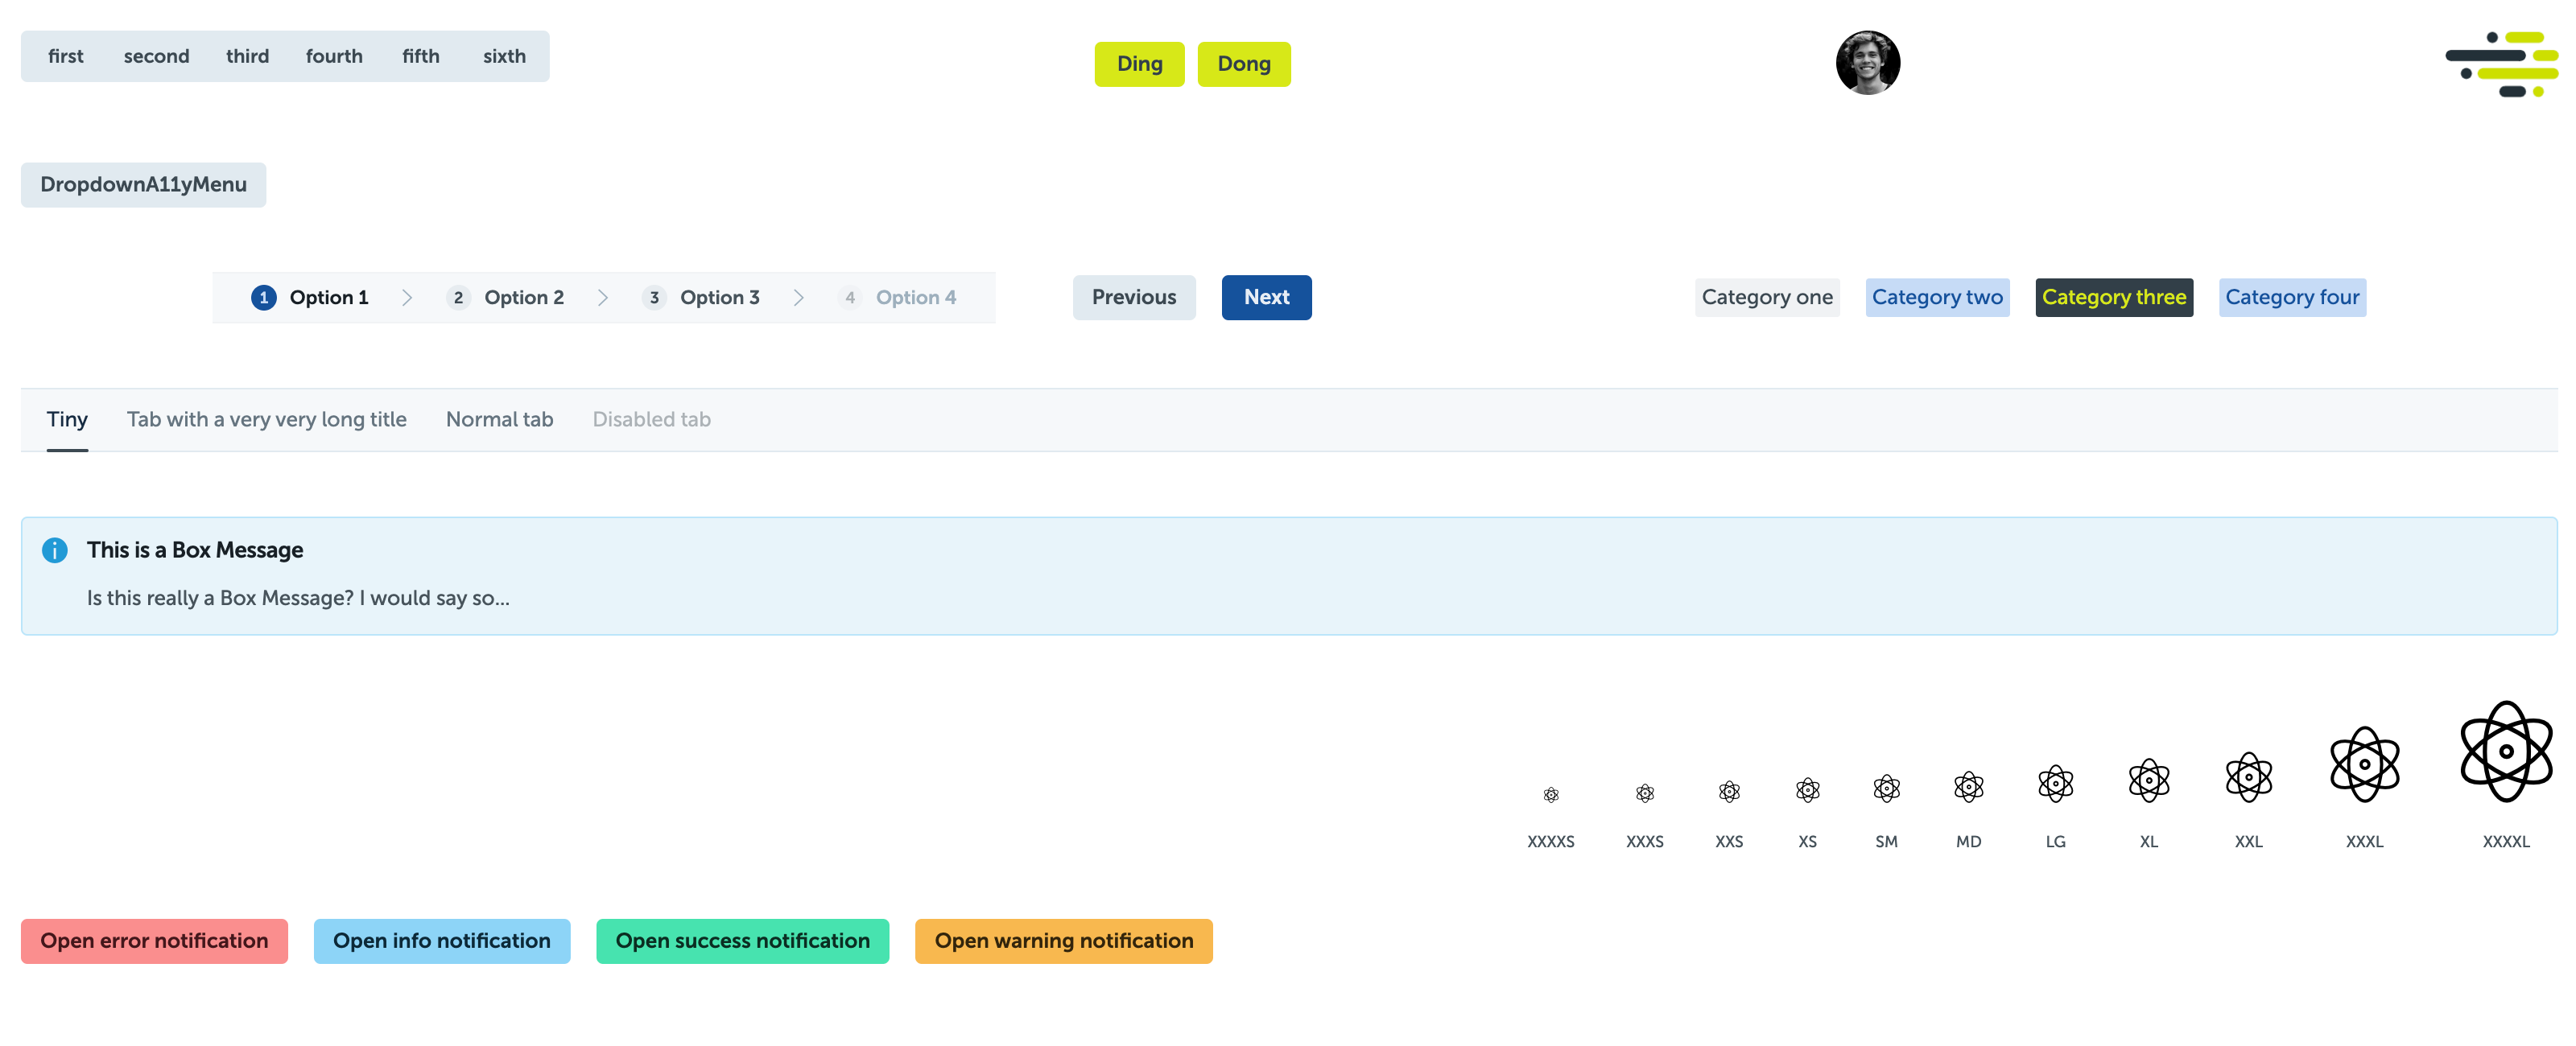 first second third fourth fifth sixth
Ding Dong
DropdownA11yMenu
1 Option 1 2 Option 2 3 Option 3 4 Option 4
Previous Next
Category one Category two Category three Category four
Tiny Tab with a very very long title Normal tab Disabled tab
This is a Box Message
Is this really a Box Message? I would say so...
XXXXS XXXS XXS XS SM MD LG XL XXL XXXL XXXXL
Open error notification Open info notification Open success notification Open warning notification